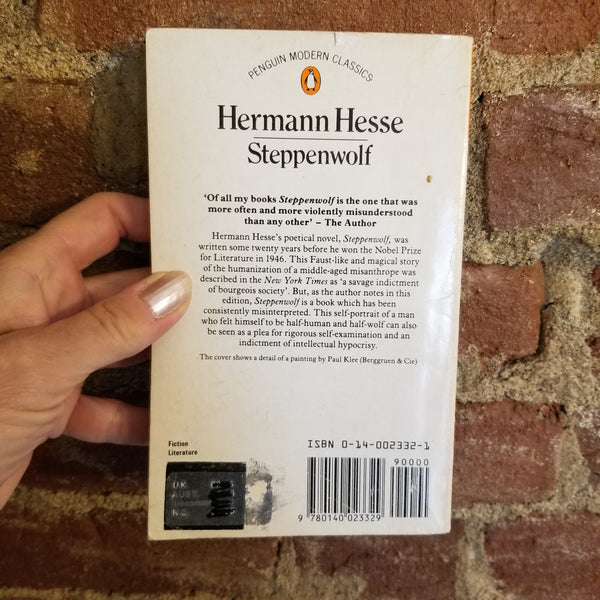 PENGUIN MODERN CLASSICS
Hermann Hesse
Steppenwolf
‘Of all my books Steppenwolf is the one that was
more often and more violently misunderstood
than any other’ – The Author
Hermann Hesse’s poetical novel, Steppenwolf, was
written some twenty years before he won the Nobel Prize
for Literature in 1946. This Faust-like and magical story
of the humanization of a middle-aged misanthrope was
described in the New York Times as ‘a savage indictment
of bourgeois society’. But, as the author notes in this
edition, Steppenwolf is a book which has been
consistently misinterpreted. This self-portrait of a man
who felt himself to be half-human and half-wolf can also
be seen as a plea for rigorous self-examination and an
indictment of intellectual hypocrisy.
The cover shows a detail of a painting by Paul Klee (Berggruen & Cie)
Fiction
Literature
U.K.
AUST.
N.Z.
ISBN 0-14-002332-1
90000
9 780140 023329